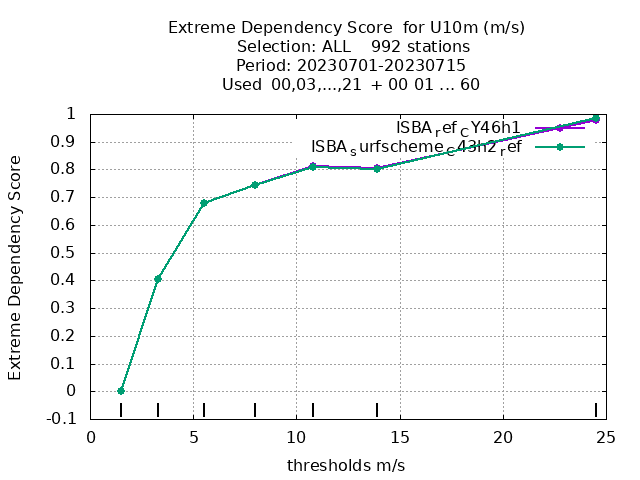 Extreme Dependency Score  for U10m (m/s)
Selection: ALL    992 stations
Period: 20230701-20230715
Used  00,03,...,21  + 00 01 ... 60
Extreme Dependency Score
1
0.9
0.8
0.7
0.6
0.5
0.4
0.3
0.2
0.1
0
-0.1
ISBAref_CY46h1
ISBAsurfscheme_C43h2ref
0 5 10 15 20 25
thresholds m/s